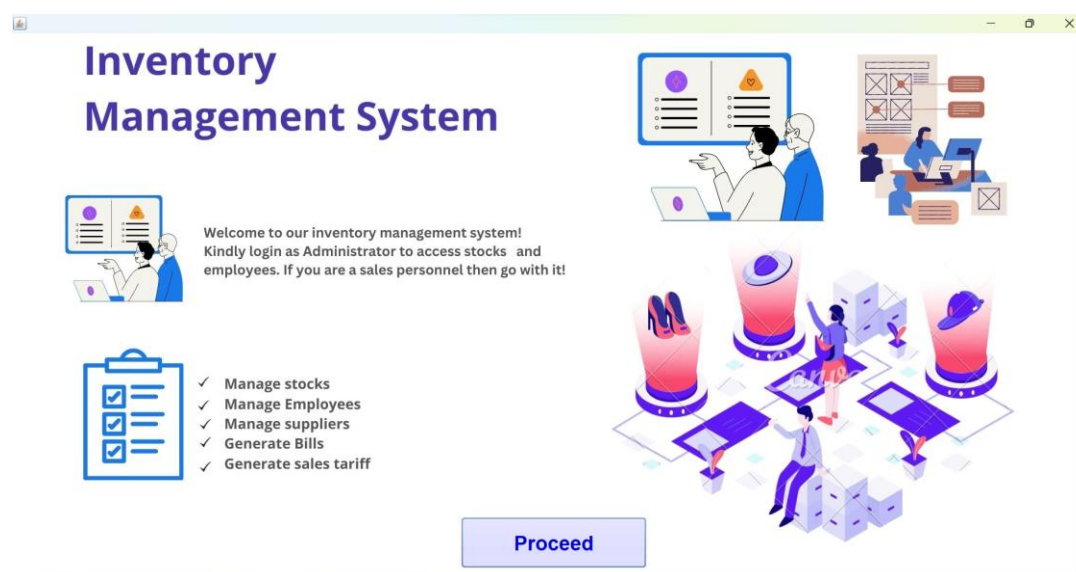 Inventory
Management System
Welcome to our inventory management system!
Kindly login as Administrator to access stocks and
employees. If you are a sales personnel then go with it!
✓ Manage stocks
✓ Manage Employees
✓ Manage suppliers
✓ Generate Bills
✓ Generate sales tariff
Canva
Proceed